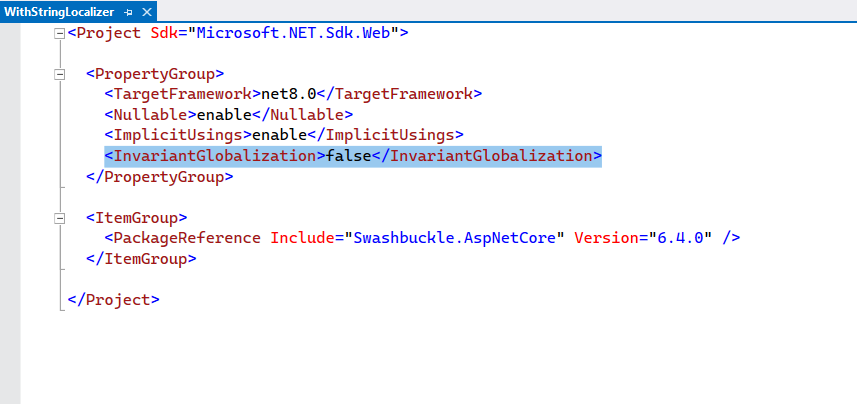 WithStringLocalizer
<Project Sdk="Microsoft.NET.Sdk.Web">
<PropertyGroup>
<TargetFramework>net8.0</TargetFramework>
<Nullable>enable</Nullable>
<ImplicitUsings>enable</ImplicitUsings>
<InvariantGlobalization>false</InvariantGlobalization>
</PropertyGroup>
<ItemGroup>
<PackageReference Include="Swashbuckle.AspNetCore" Version="6.4.0" />
</ItemGroup>
</Project>